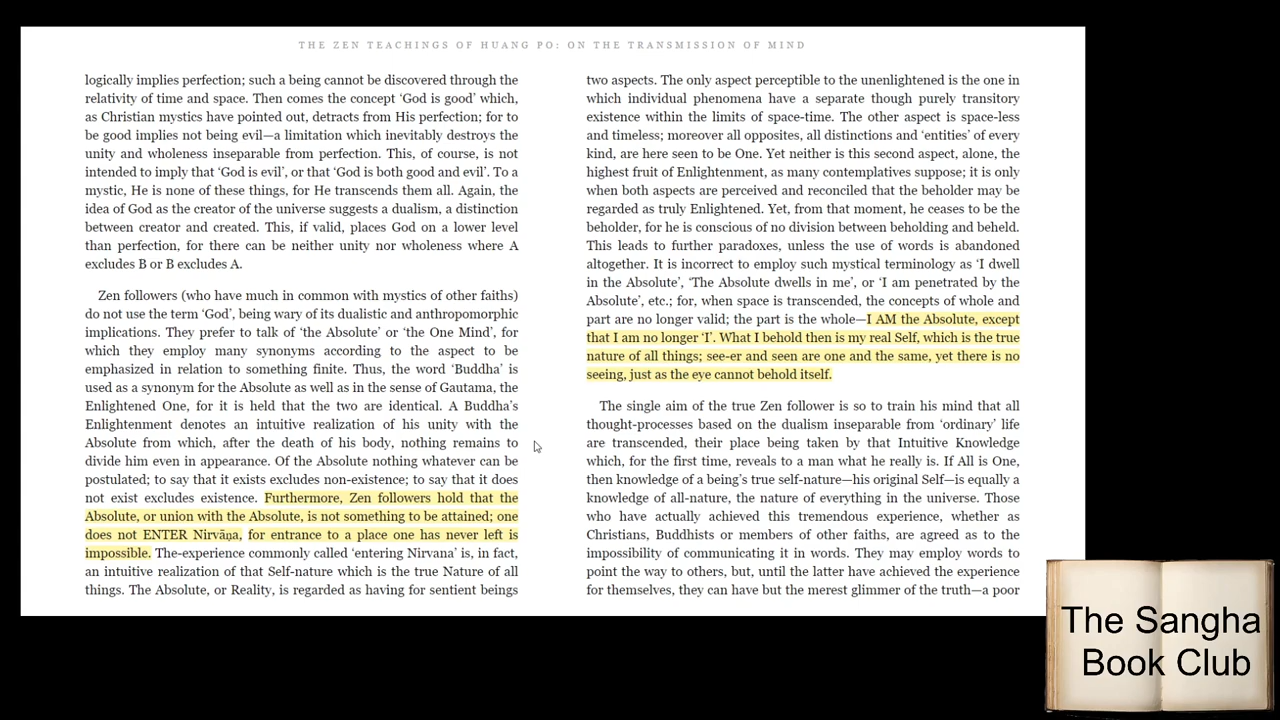 THE ZEN TEACHINGS OF HUANG PO: ON THE TRANSMISSION OF MIND
logically implies perfection; such a being cannot be discovered through the
relativity of time and space. Then comes the concept ‘God is good’ which,
as Christian mystics have pointed out, detracts from His perfection; for to
be good implies not being evil—a limitation which inevitably destroys the
unity and wholeness inseparable from perfection. This, of course, is not
intended to imply that ‘God is evil’, or that ‘God is both good and evil’. To a
mystic, He is none of these things, for He transcends them all. Again, the
idea of God as the creator of the universe suggests a dualism, a distinction
between creator and created. This, if valid, places God on a lower level
than perfection, for there can be neither unity nor wholeness where A
excludes B or B excludes A.
Zen followers (who have much in common with mystics of other faiths)
do not use the term ‘God’, being wary of its dualistic and anthropomorphic
implications. They prefer to talk of ‘the Absolute’ or ‘the One Mind’, for
which they employ many synonyms according to the aspect to be
emphasized in relation to something finite. Thus, the word ‘Buddha’ is
used as a synonym for the Absolute as well as in the sense of Gautama, the
Enlightened One, for it is held that the two are identical. A Buddha’s
Enlightenment denotes an intuitive realization of his unity with the
Absolute from which, after the death of his body, nothing remains to
divide him even in appearance. Of the Absolute nothing whatever can be
postulated; to say that it exists excludes non-existence; to say that it does
not exist excludes existence. Furthermore, Zen followers hold that the
Absolute, or union with the Absolute, is not something to be attained; one
does not ENTER Nirvāṇa, for entrance to a place one has never left is
impossible. The-experience commonly called ‘entering Nirvana’ is, in fact,
an intuitive realization of that Self-nature which is the true Nature of all
things. The Absolute, or Reality, is regarded as having for sentient beings
two aspects. The only aspect perceptible to the unenlightened is the one in
which individual phenomena have a separate though purely transitory
existence within the limits of space-time. The other aspect is space-less
and timeless; moreover all opposites, all distinctions and ‘entities’ of every
kind, are here seen to be One. Yet neither is this second aspect, alone, the
highest fruit of Enlightenment, as many contemplatives suppose; it is only
when both aspects are perceived and reconciled that the beholder may be
regarded as truly Enlightened. Yet, from that moment, he ceases to be the
beholder, for he is conscious of no division between beholding and beheld.
This leads to further paradoxes, unless the use of words is abandoned
altogether. It is incorrect to employ such mystical terminology as ‘I dwell
in the Absolute’, ‘The Absolute dwells in me’, or ‘I am penetrated by the
Absolute’, etc.; for, when space is transcended, the concepts of whole and
part are no longer valid; the part is the whole—I AM the Absolute, except
that I am no longer ‘I’. What I behold then is my real Self, which is the true
nature of all things; see-er and seen are one and the same, yet there is no
seeing, just as the eye cannot behold itself.
The single aim of the true Zen follower is so to train his mind that all
thought-processes based on the dualism inseparable from ‘ordinary’ life
are transcended, their place being taken by that Intuitive Knowledge
which, for the first time, reveals to a man what he really is. If All is One,
then knowledge of a being’s true self-nature—his original Self—is equally a
knowledge of all-nature, the nature of everything in the universe. Those
who have actually achieved this tremendous experience, whether as
Christians, Buddhists or members of other faiths, are agreed as to the
impossibility of communicating it in words. They may employ words to
point the way to others, but, until the latter have achieved the experience
for themselves, they can have but the merest glimmer of the truth—a poor
The Sangha
Book Club